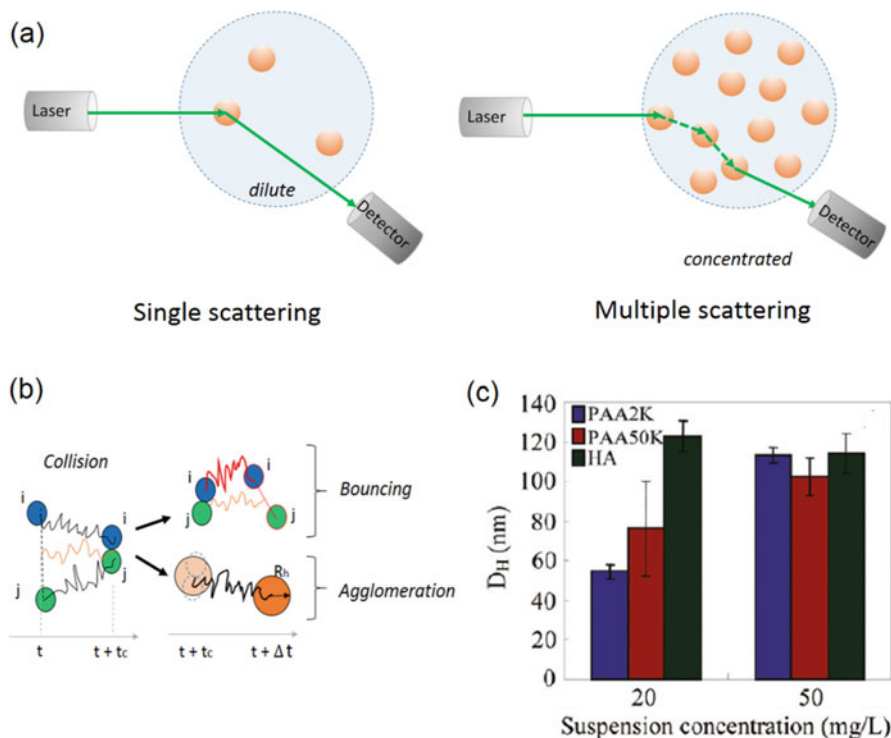 (a)
Laser
dilute
Detector
Single scattering
Laser
Detector
concentrated
Multiple scattering
(b)
Collision
i
j
i
j
t
t + tc
i
j
i
j
Bouncing
Rh
Agglomeration
t + tc
t + Δ t
(c)
140
120
100
80
60
40
20
0
DH (nm)
PAA2K
PAA50K
HA
20
50
Suspension concentration (mg/L)